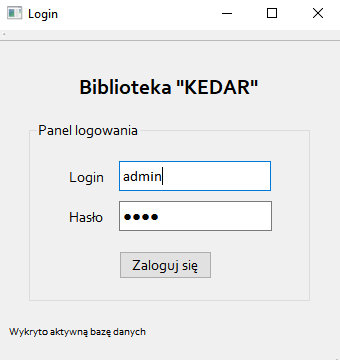 Login
Biblioteka "KEDAR"
Panel logowania
Login admin
Hasło ●●●●
Zaloguj się
Wykryto aktywną bazę danych